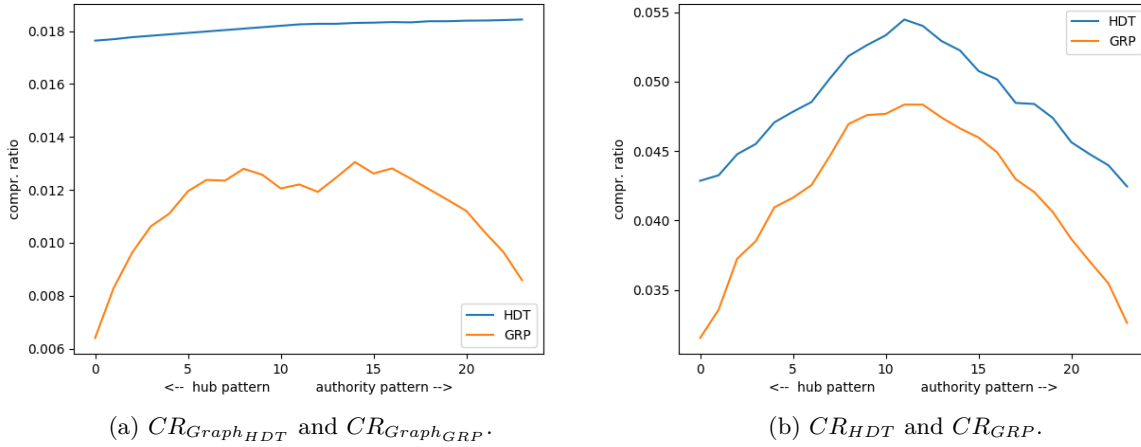 0.018
0.016
0.014
0.012
0.010
0.008
0.006
compr. ratio
HDT
GRP
0 5 10 15 20
<-- hub pattern authority pattern -->
(a) CR_{Graph_{HDT}} and CR_{Graph_{GRP}}.
0.055
0.050
0.045
0.040
0.035
compr. ratio
HDT
GRP
0 5 10 15 20
<-- hub pattern authority pattern -->
(b) CR_{HDT} and CR_{GRP}.